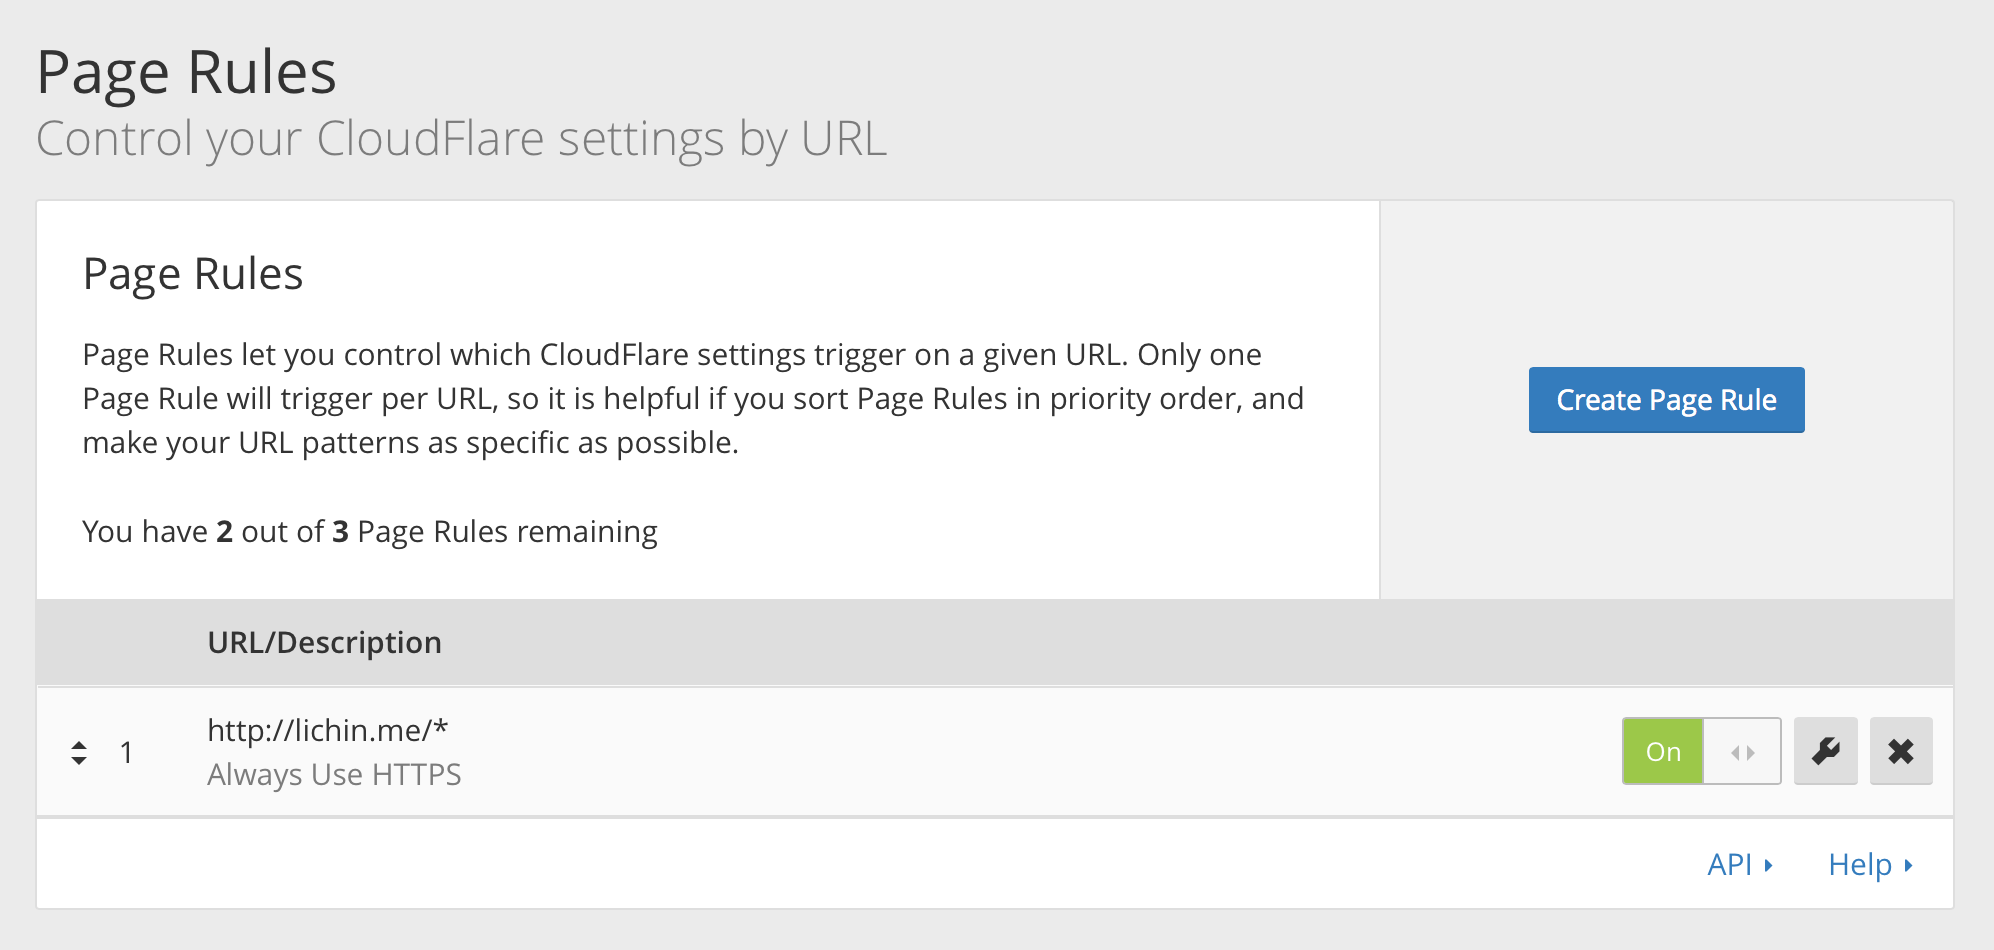 Page Rules
Control your CloudFlare settings by URL
Page Rules
Page Rules let you control which CloudFlare settings trigger on a given URL. Only one
Page Rule will trigger per URL, so it is helpful if you sort Page Rules in priority order, and
make your URL patterns as specific as possible.
You have 2 out of 3 Page Rules remaining
Create Page Rule
URL/Description
1
http://lichin.me/*
Always Use HTTPS
On
API
Help